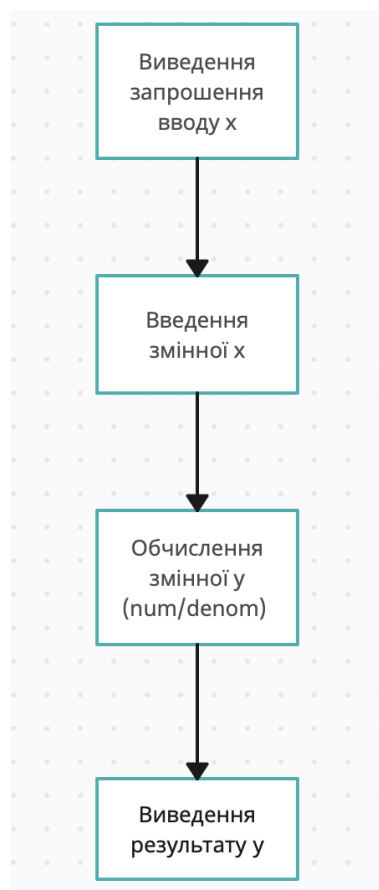 Виведення
запрошення
вводу х
Введення
змінної х
Обчислення
змінної у
(num/denom)
Виведення
результату у